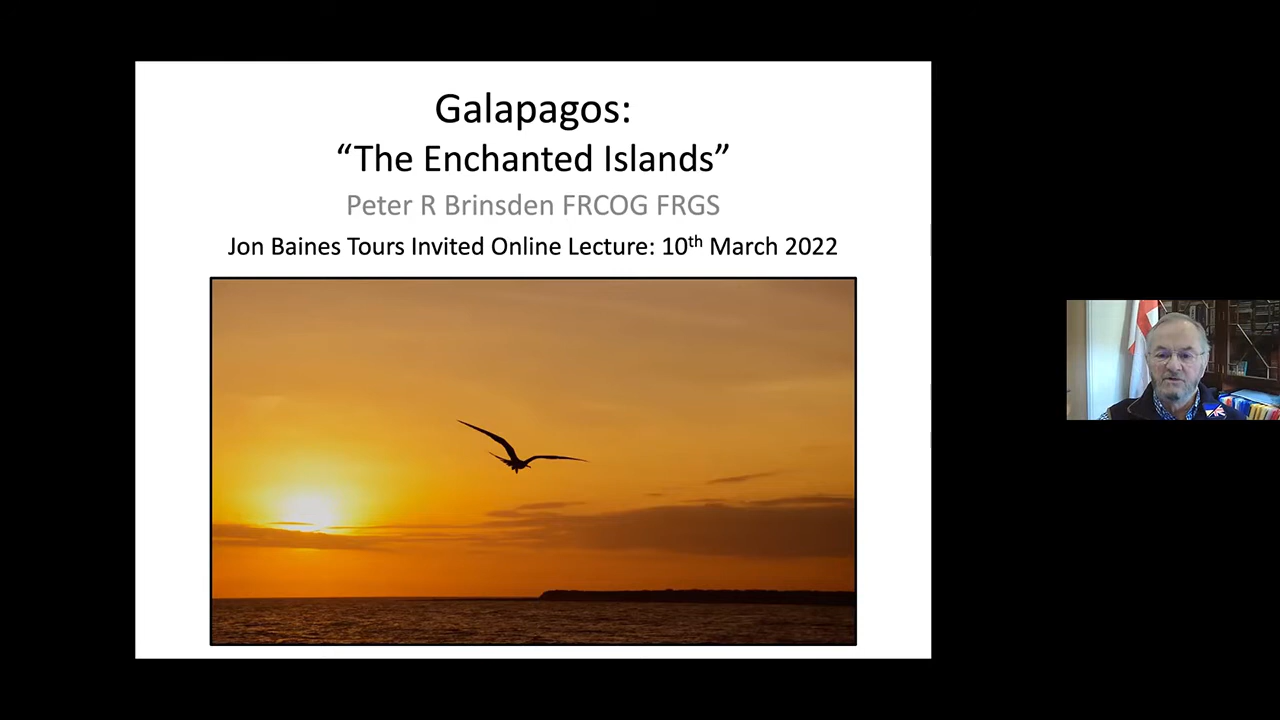 Galapagos:
“The Enchanted Islands”
Peter R Brinsden FRCOG FRGS
Jon Baines Tours Invited Online Lecture: 10th March 2022